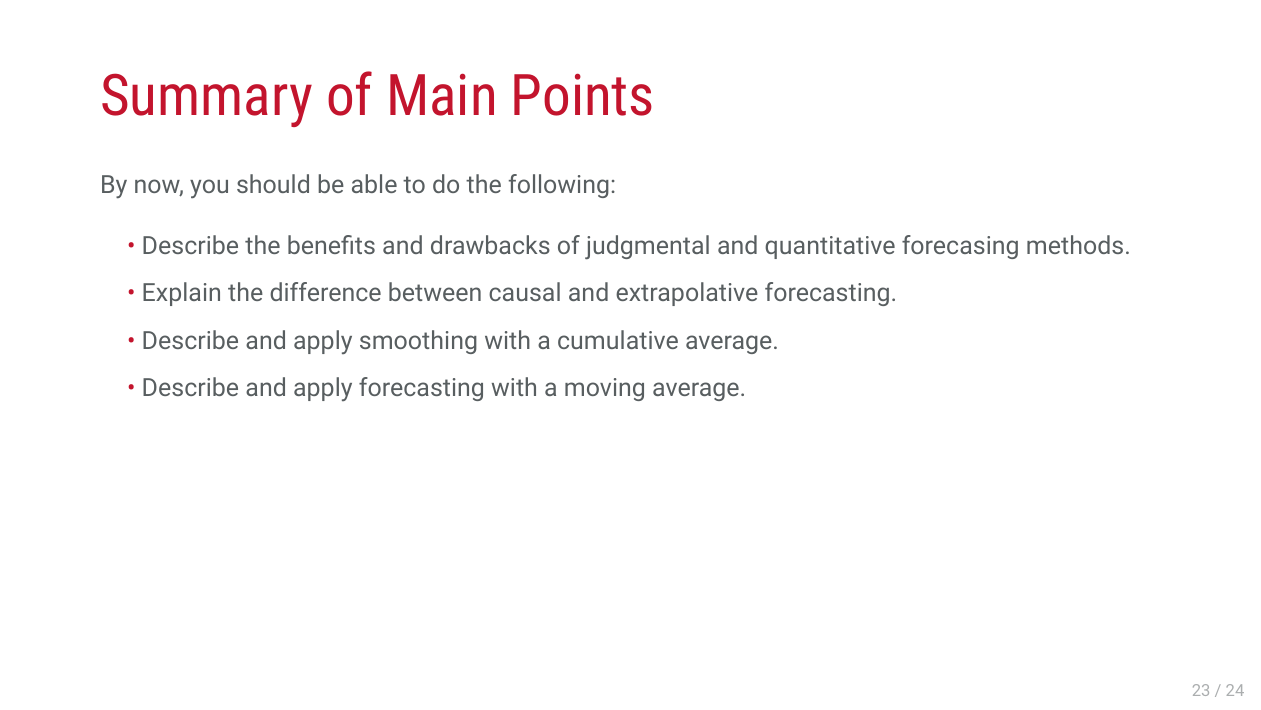 Summary of Main Points
By now, you should be able to do the following:
• Describe the benefits and drawbacks of judgmental and quantitative forecasing methods.
• Explain the difference between causal and extrapolative forecasting.
• Describe and apply smoothing with a cumulative average.
• Describe and apply forecasting with a moving average.
23 / 24